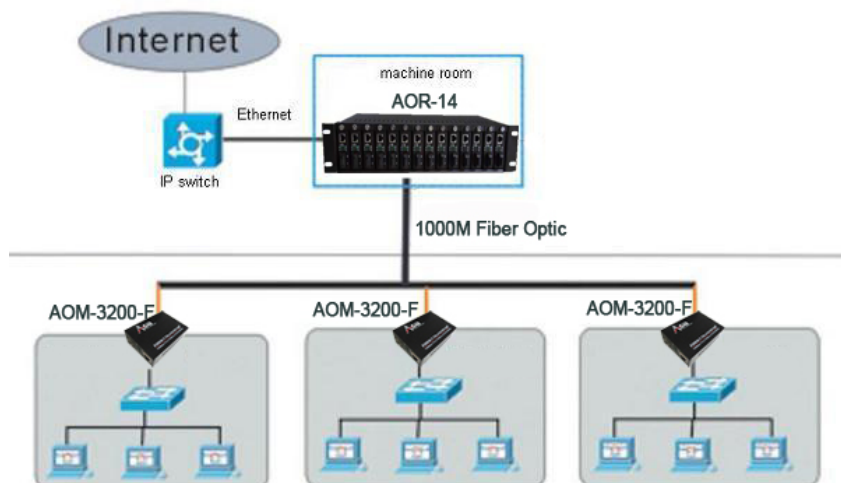 Internet
machine room
AOR-14
Ethernet
IP switch
1000M Fiber Optic
AOM-3200-F
AOM-3200-F
AOM-3200-F